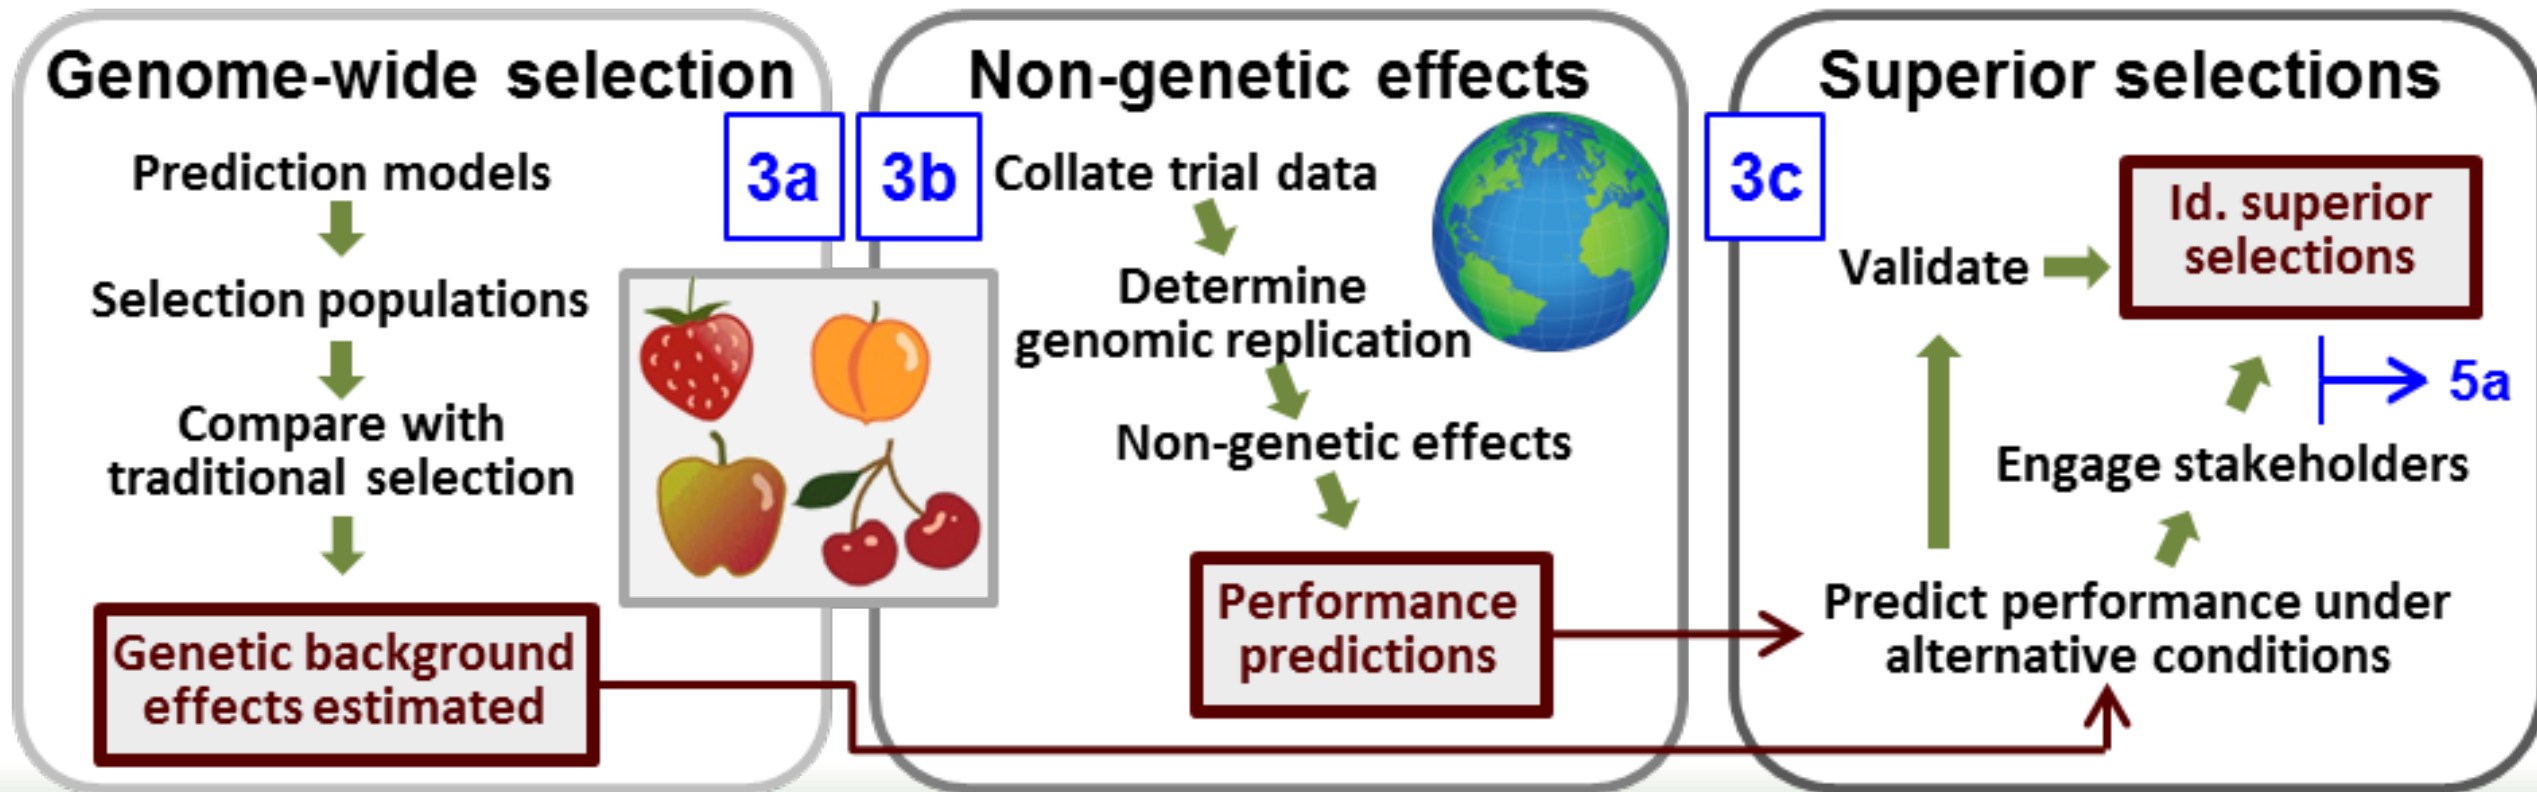 Genome-wide selection
3a
Prediction models
Selection populations
Compare with
traditional selection
Genetic background
effects estimated
Non-genetic effects
3b
Collate trial data
Determine
genomic replication
Non-genetic effects
Performance
predictions
Superior selections
3c
Id. superior
selections
Validate
5a
Engage stakeholders
Predict performance under
alternative conditions